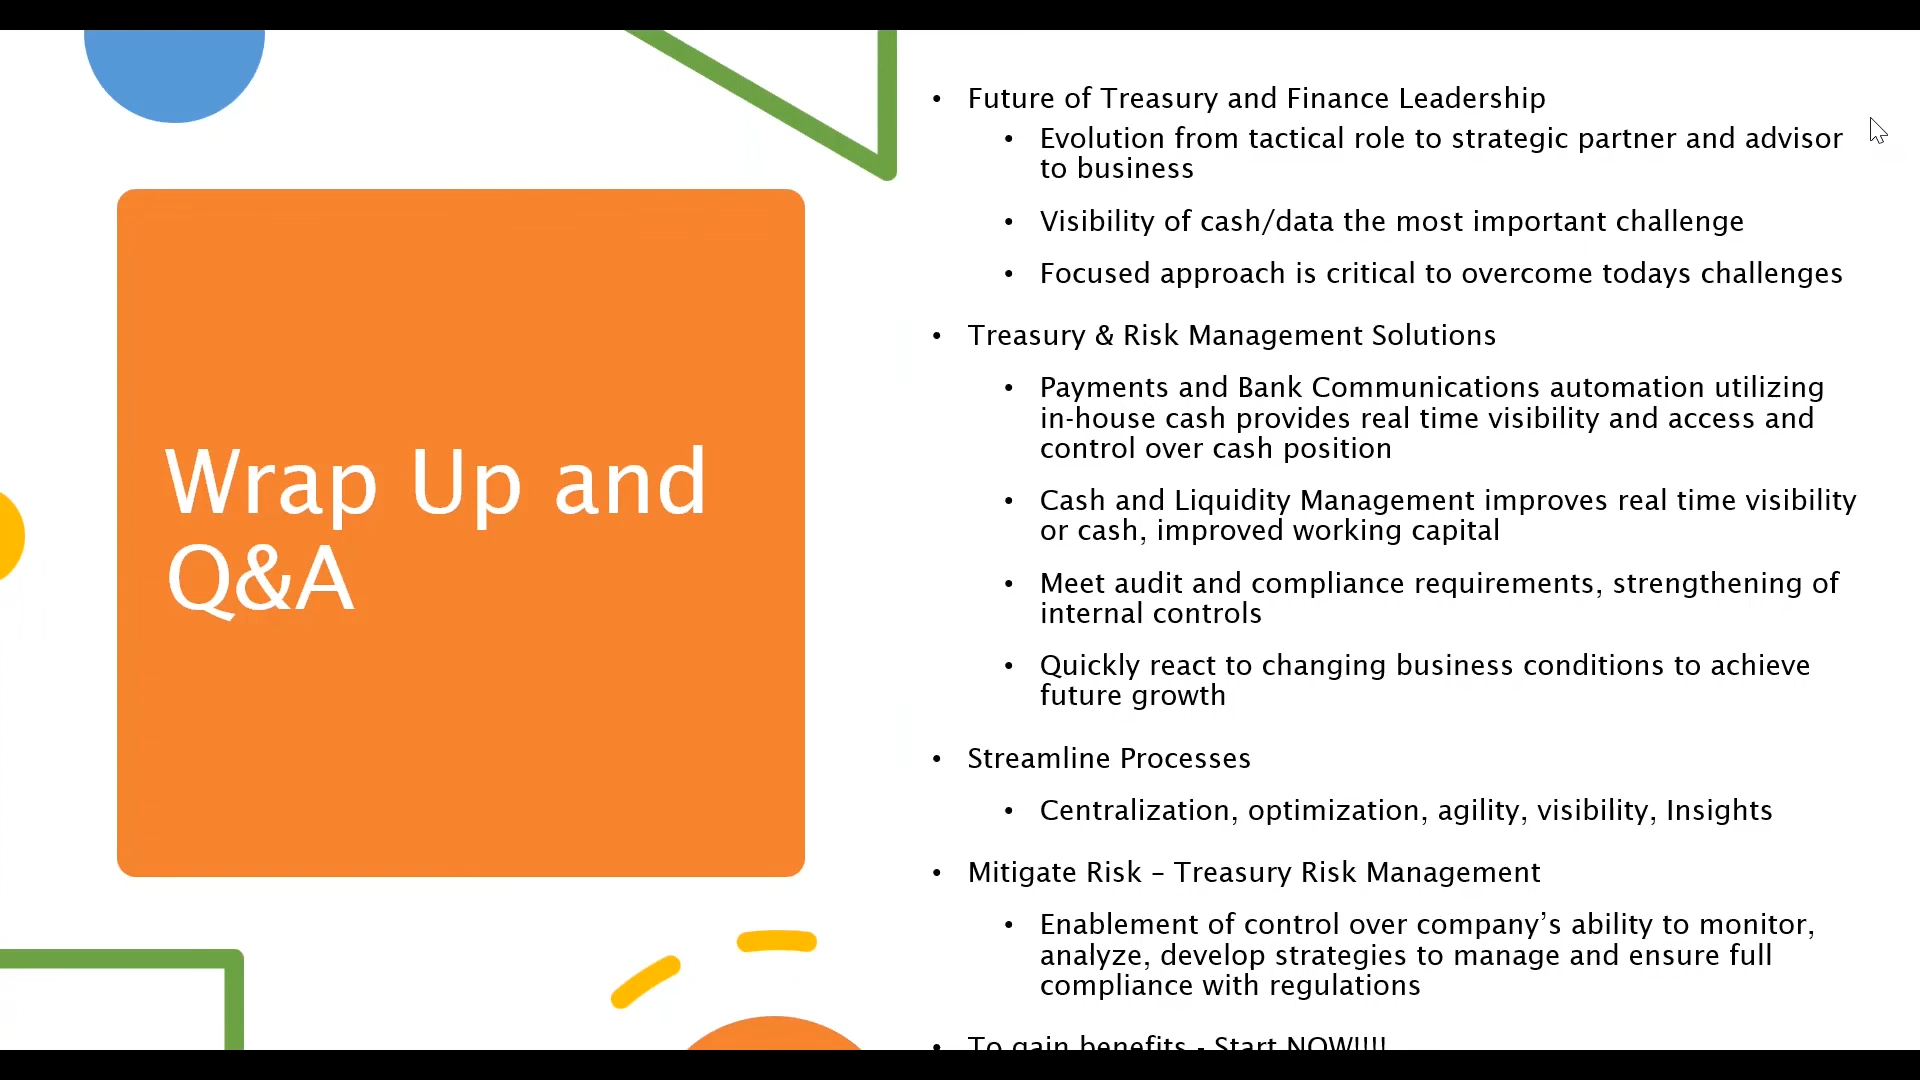 Wrap Up and
Q&A
• Future of Treasury and Finance Leadership
• Evolution from tactical role to strategic partner and advisor
to business
• Visibility of cash/data the most important challenge
• Focused approach is critical to overcome todays challenges
• Treasury & Risk Management Solutions
• Payments and Bank Communications automation utilizing
in-house cash provides real time visibility and access and
control over cash position
• Cash and Liquidity Management improves real time visibility
or cash, improved working capital
• Meet audit and compliance requirements, strengthening of
internal controls
• Quickly react to changing business conditions to achieve
future growth
• Streamline Processes
• Centralization, optimization, agility, visibility, Insights
• Mitigate Risk – Treasury Risk Management
• Enablement of control over company’s ability to monitor,
analyze, develop strategies to manage and ensure full
compliance with regulations
• To gain benefits - Start NOW!!!!